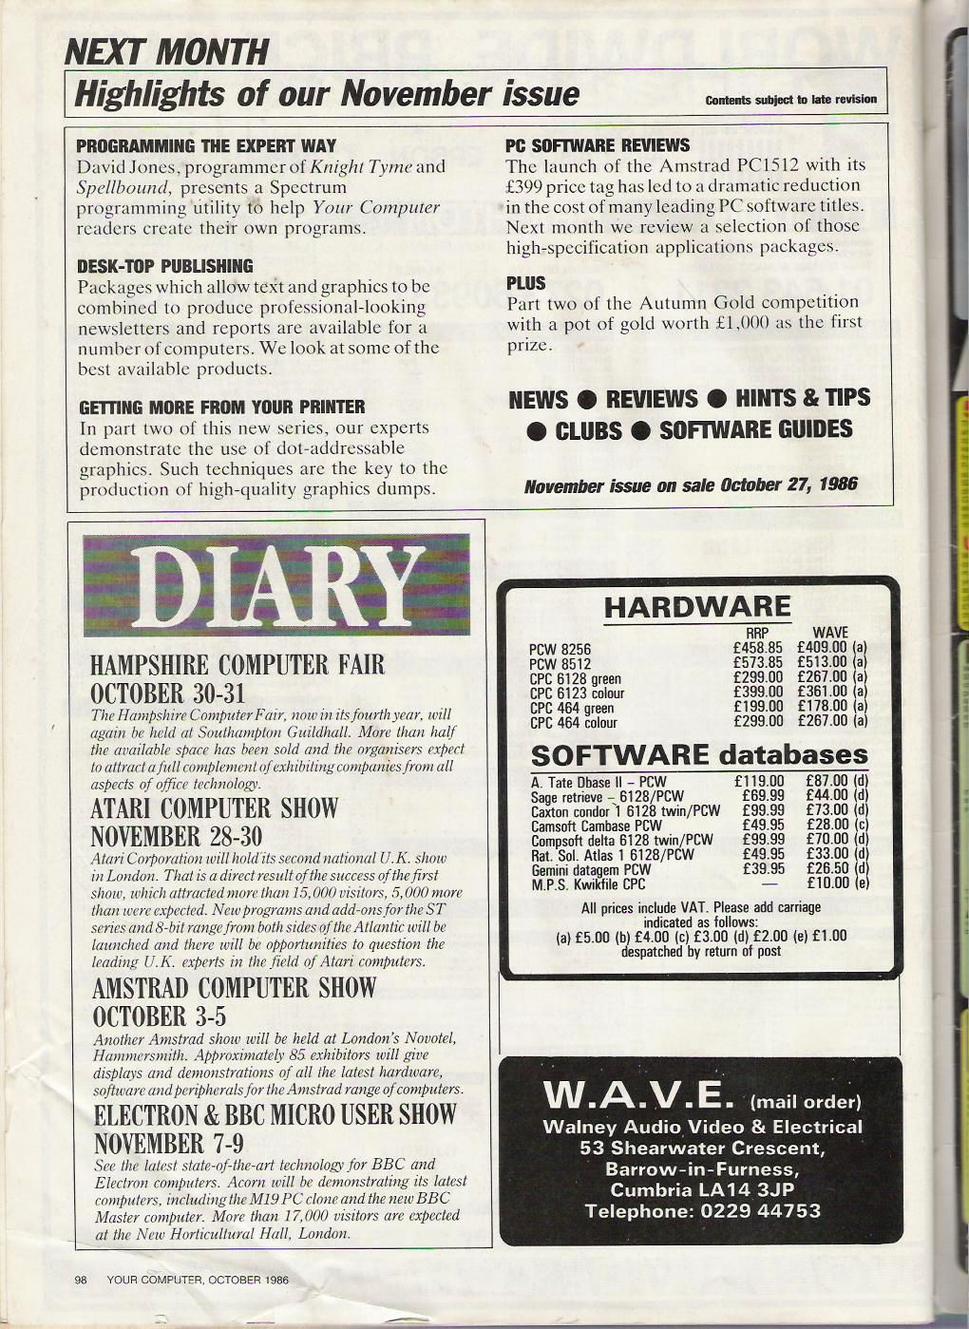 NEXT MONTH
Highlights of our November issue
Contents subject to late revision
PROGRAMMING THE EXPERT WAY
David Jones, programmer of Knight Tyme and
Spellbound, presents a Spectrum
programming utility to help Your Computer
readers create their own programs.
DESK-TOP PUBLISHING
Packages which allow text and graphics to be
combined to produce professional-looking
newsletters and reports are available for a
number of computers. We look at some of the
best available products.
GETTING MORE FROM YOUR PRINTER
In part two of this new series, our experts
demonstrate the use of dot-addressable
graphics. Such techniques are the key to the
production of high-quality graphics dumps.
PC SOFTWARE REVIEWS
The launch of the Amstrad PC1512 with its
£399 price tag has led to a dramatic reduction
in the cost of many leading PC software titles.
Next month we review a selection of those
high-specification applications packages.
PLUS
Part two of the Autumn Gold competition
with a pot of gold worth £1,000 as the first
prize.
NEWS ● REVIEWS ● HINTS & TIPS
● CLUBS ● SOFTWARE GUIDES
November issue on sale October 27, 1986
DIARY
HAMPSHIRE COMPUTER FAIR
OCTOBER 30-31
The Hampshire Computer Fair, now in its fourth year, will
again be held at Southampton Guildhall. More than half
the available space has been sold and the organisers expect
to attract a full complement of exhibiting companies from all
aspects of office technology.
ATARI COMPUTER SHOW
NOVEMBER 28-30
Atari Corporation will hold its second national U.K. show
in London. That is a direct result of the success of the first
show, which attracted more than 15,000 visitors, 5,000 more
than were expected. New programs and add-ons for the ST
series and 8-bit range from both sides of the Atlantic will be
launched and there will be opportunities to question the
leading U.K. experts in the field of Atari computers.
AMSTRAD COMPUTER SHOW
OCTOBER 3-5
Another Amstrad show will be held at London's Novotel,
Hammersmith. Approximately 85 exhibitors will give
displays and demonstrations of all the latest hardware,
software and peripherals for the Amstrad range of computers.
ELECTRON & BBC MICRO USER SHOW
NOVEMBER 7-9
See the latest state-of-the-art technology for BBC and
Electron computers. Acorn will be demonstrating its latest
computers, including the M19 PC clone and the new BBC
Master computer. More than 17,000 visitors are expected
at the New Horticultural Hall, London.
HARDWARE
RRP WAVE
PCW 8256 £458.85 £409.00 (a)
PCW 8512 £573.85 £513.00 (a)
CPC 6128 green £299.00 £267.00 (a)
CPC 6123 colour £399.00 £361.00 (a)
CPC 464 green £199.00 £178.00 (a)
CPC 464 colour £299.00 £267.00 (a)
SOFTWARE databases
A. Tate Dbase II – PCW £119.00 £87.00 (d)
Sage retrieve – 6128/PCW £69.99 £44.00 (d)
Caxton condor 1 6128 twin/PCW £99.99 £73.00 (d)
Camsoft Cambase PCW £49.95 £28.00 (c)
Compsoft delta 6128 twin/PCW £99.99 £70.00 (d)
Rat. Sol. Atlas 1 6128/PCW £49.95 £33.00 (d)
Gemini datagem PCW £39.95 £26.50 (d)
M.P.S. Kwikfile CPC — £10.00 (e)
All prices include VAT. Please add carriage
indicated as follows:
(a) £5.00 (b) £4.00 (c) £3.00 (d) £2.00 (e) £1.00
despatched by return of post
W.A.V.E. (mail order)
Walney Audio Video & Electrical
53 Shearwater Crescent,
Barrow-in-Furness,
Cumbria LA14 3JP
Telephone: 0229 44753
98 YOUR COMPUTER, OCTOBER 1986